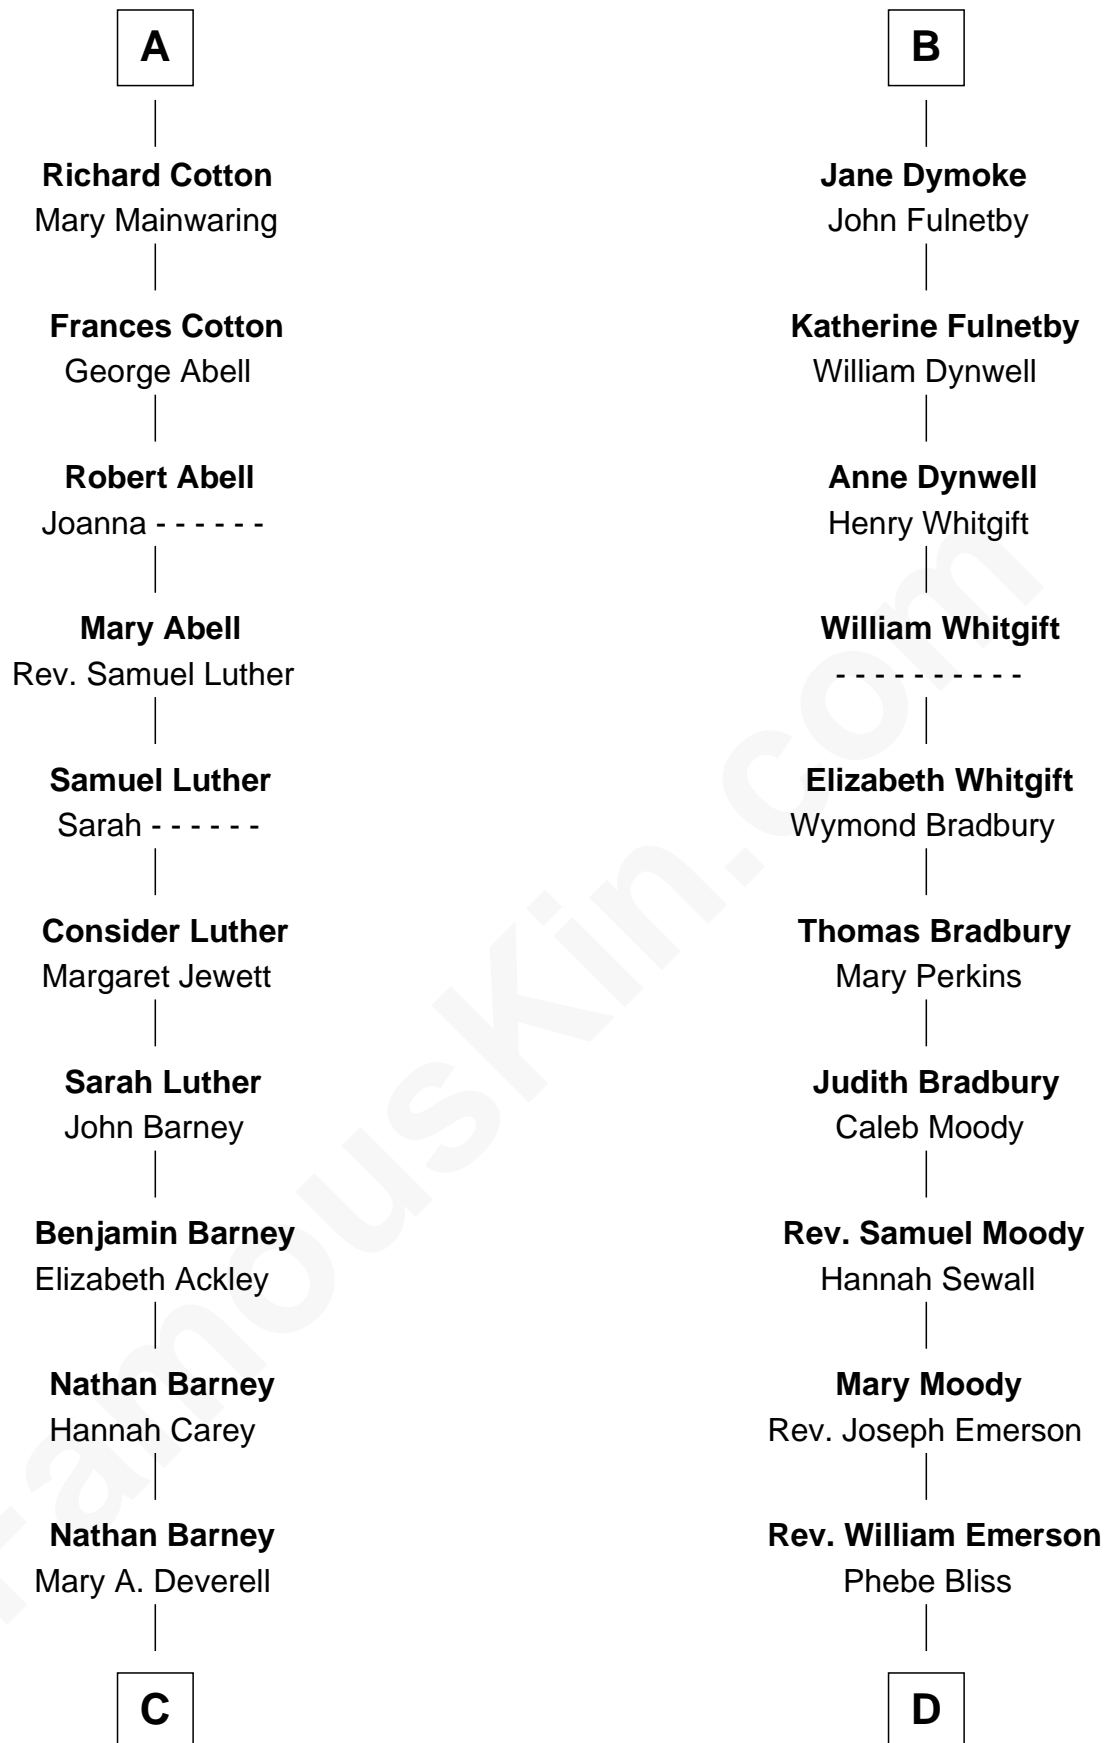 A
Richard Cotton
Mary Mainwaring
Frances Cotton
George Abell
Robert Abell
Joanna - - - - - -
Mary Abell
Rev. Samuel Luther
Samuel Luther
Sarah - - - - - -
Consider Luther
Margaret Jewett
Sarah Luther
John Barney
Benjamin Barney
Elizabeth Ackley
Nathan Barney
Hannah Carey
Nathan Barney
Mary A. Deverell
C
B
Jane Dymoke
John Fulnetby
Katherine Fulnetby
William Dynwell
Anne Dynwell
Henry Whitgift
William Whitgift
- - - - - - - - - -
Elizabeth Whitgift
Wymond Bradbury
Thomas Bradbury
Mary Perkins
Judith Bradbury
Caleb Moody
Rev. Samuel Moody
Hannah Sewall
Mary Moody
Rev. Joseph Emerson
Rev. William Emerson
Phebe Bliss
D
FamousKin.com